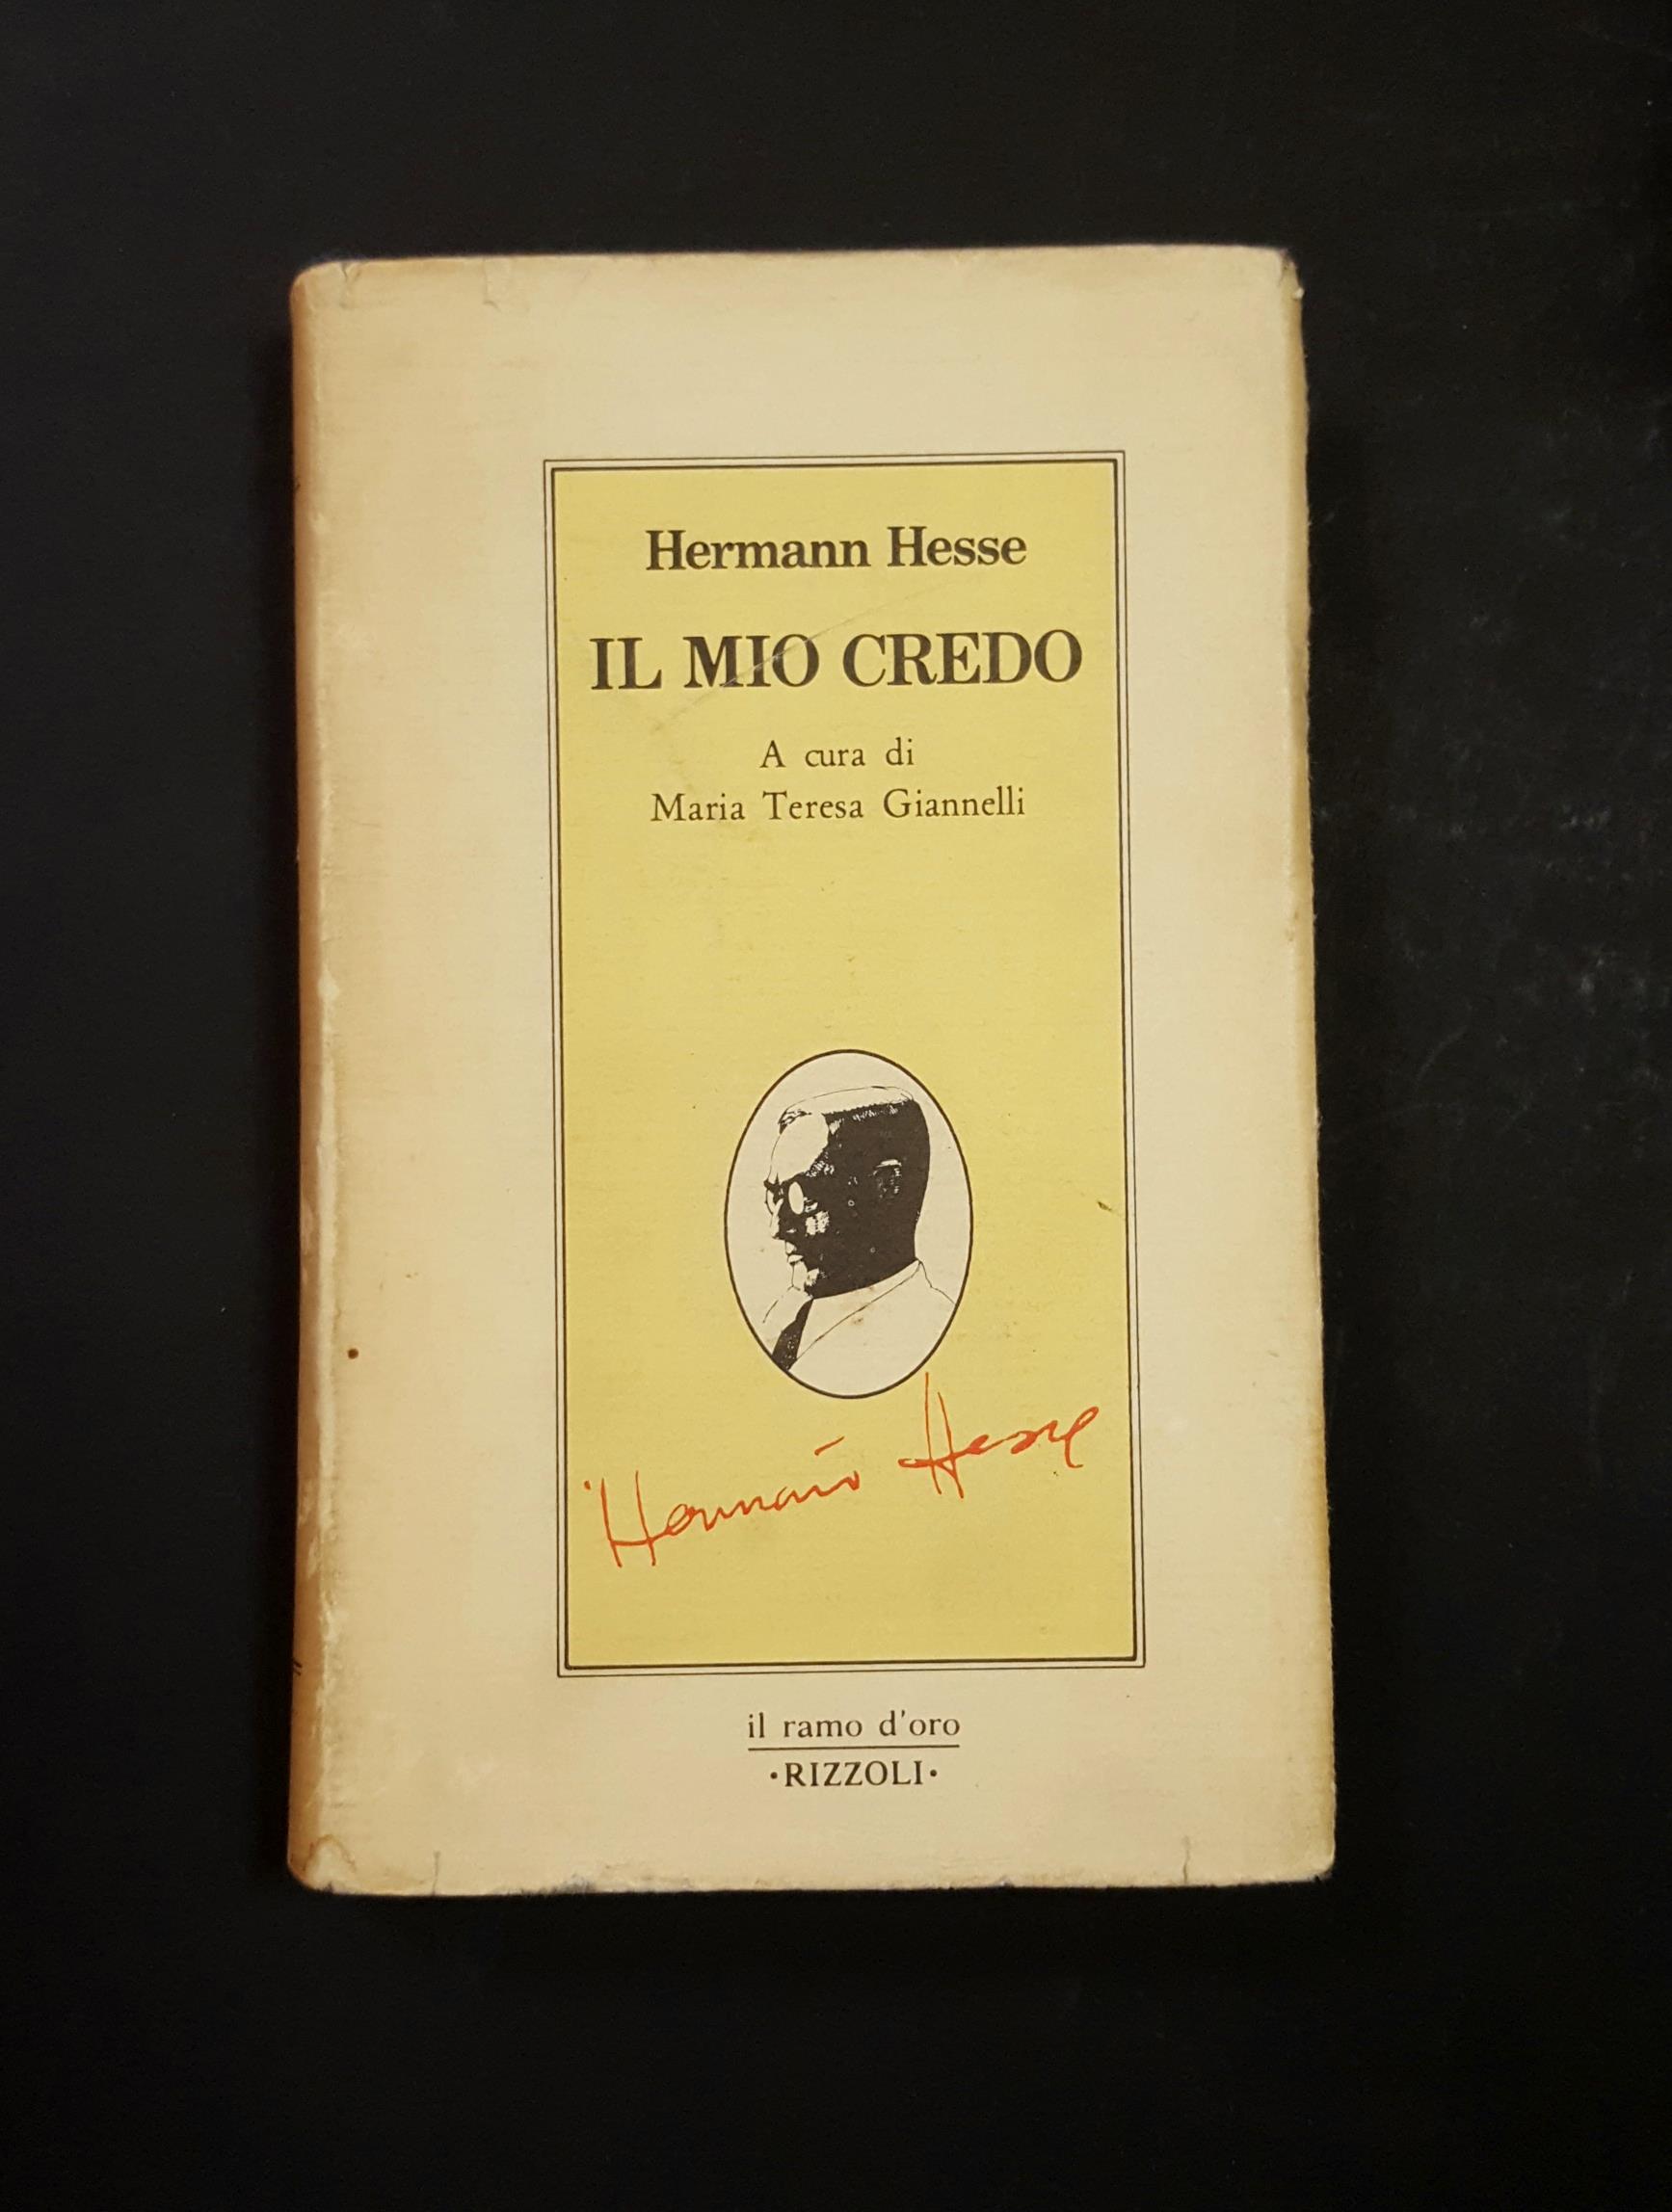 Hermann Hesse
IL MIO CREDO
A cura di
Maria Teresa Giannelli
Hermann Hesse
il ramo d'oro
•RIZZOLI•